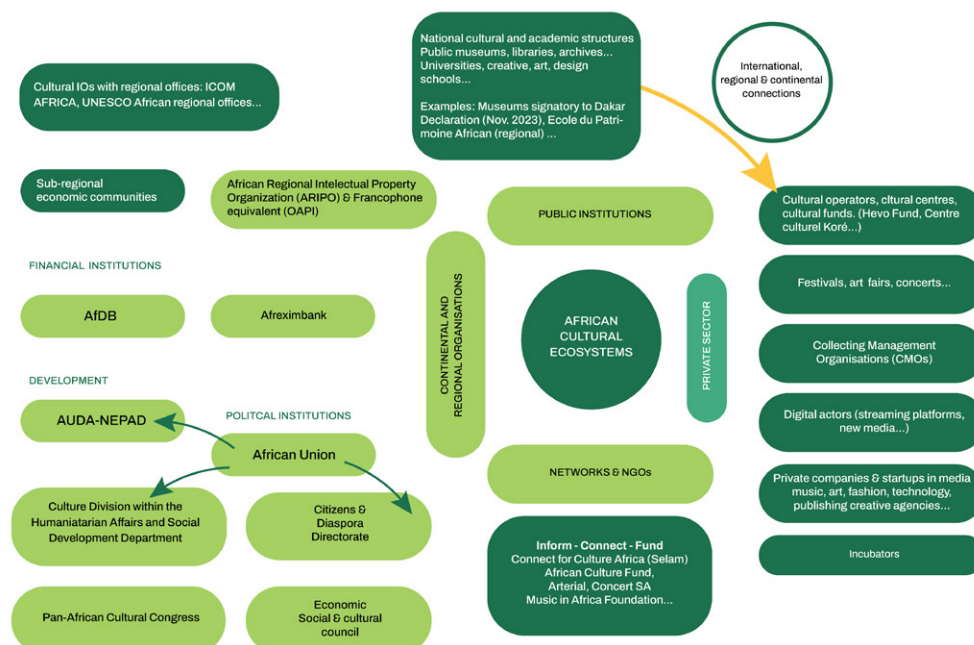 National cultural and academic structures
Public museums, libraries, archives...
Universities, creative, art, design
schools...
Examples: Museums signatory to Dakar
Declaration (Nov. 2023), Ecole du Patri-
moine African (regional) ...
International,
regional & continental
connections
Cultural IOs with regional offices: ICOM
AFRICA, UNESCO African regional offices...
Sub-regional
economic communities
African Regional Intelectual Property
Organization (ARIPO) & Francophone
equivalent (OAPI)
PUBLIC INSTITUTIONS
Cultural operators, cltural centres,
cultural funds. (Hevo Fund, Centre
culturel Koré...)
FINANCIAL INSTITUTIONS
AfDB
Afreximbank
CONTINENTAL AND
REGIONAL ORGANISATIONS
AFRICAN
CULTURAL
ECOSYSTEMS
PRIVATE SECTOR
Festivals, art fairs, concerts...
Collecting Management
Organisations (CMOs)
DEVELOPMENT
AUDA-NEPAD
POLITCAL INSTITUTIONS
African Union
Digital actors (streaming platforms,
new media...)
NETWORKS & NGOs
Culture Division within the
Humaniatarian Affairs and Social
Development Department
Citizens &
Diaspora
Directorate
Private companies & startups in media
music, art, fashion, technology,
publishing creative agencies...
Inform - Connect - Fund
Connect for Culture Africa (Selam)
African Culture Fund,
Arterial, Concert SA
Music in Africa Foundation...
Incubators
Pan-African Cultural Congress
Economic
Social & cultural
council